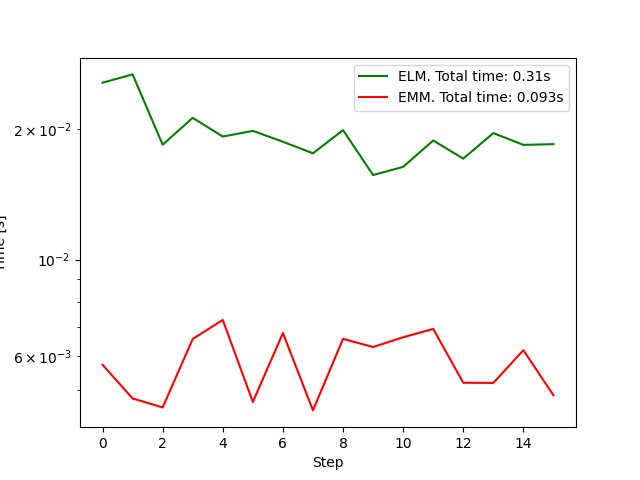 ELM. Total time: 0.31s
EMM. Total time: 0.093s
2 × 10⁻²
10⁻²
6 × 10⁻³
0 2 4 6 8 10 12 14
Step